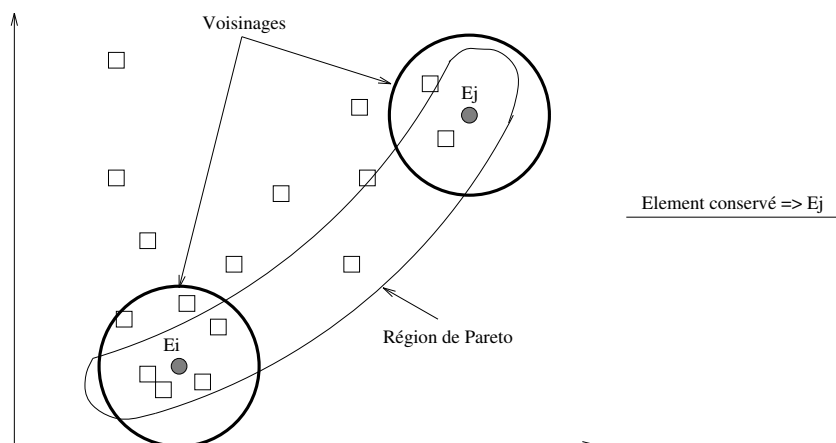 Voisinages
Ej
Element conservé => Ej
Région de Pareto
Ei